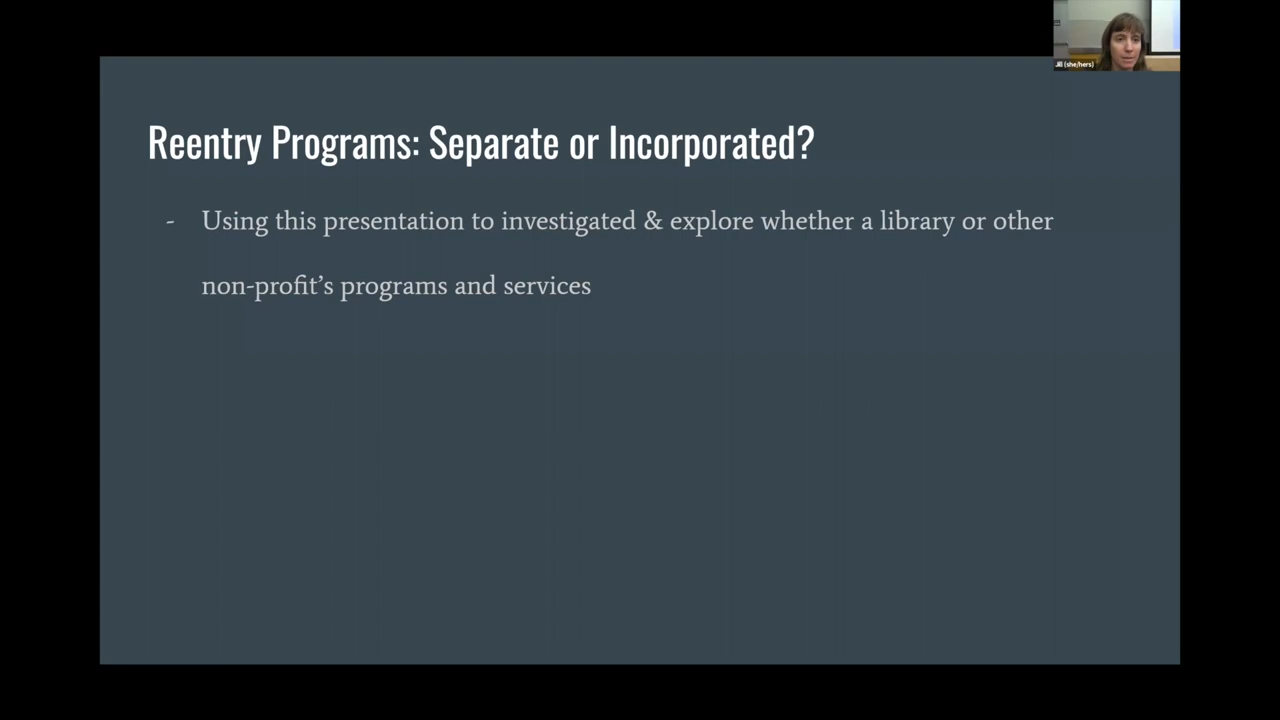 Jill (she/hers)
Reentry Programs: Separate or Incorporated?
- Using this presentation to investigated & explore whether a library or other
non-profit’s programs and services